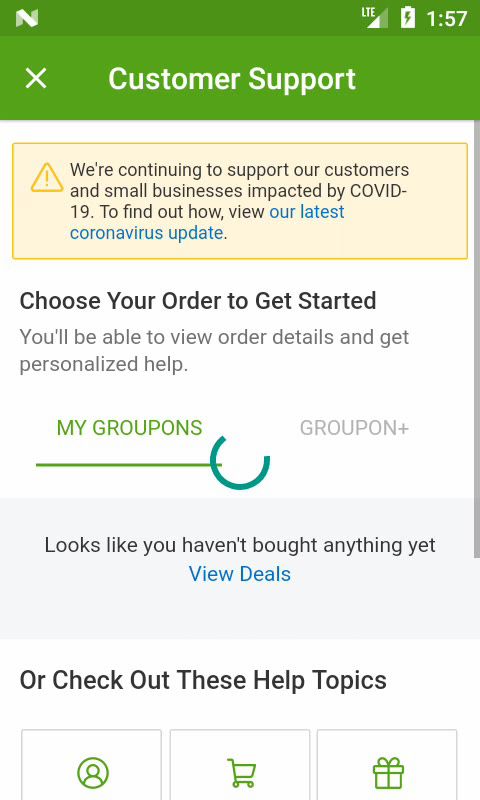 LTE 1:57
Customer Support
We're continuing to support our customers
and small businesses impacted by COVID-
19. To find out how, view our latest
coronavirus update.
Choose Your Order to Get Started
You'll be able to view order details and get
personalized help.
MY GROUPONS GROUPON+
Looks like you haven't bought anything yet
View Deals
Or Check Out These Help Topics